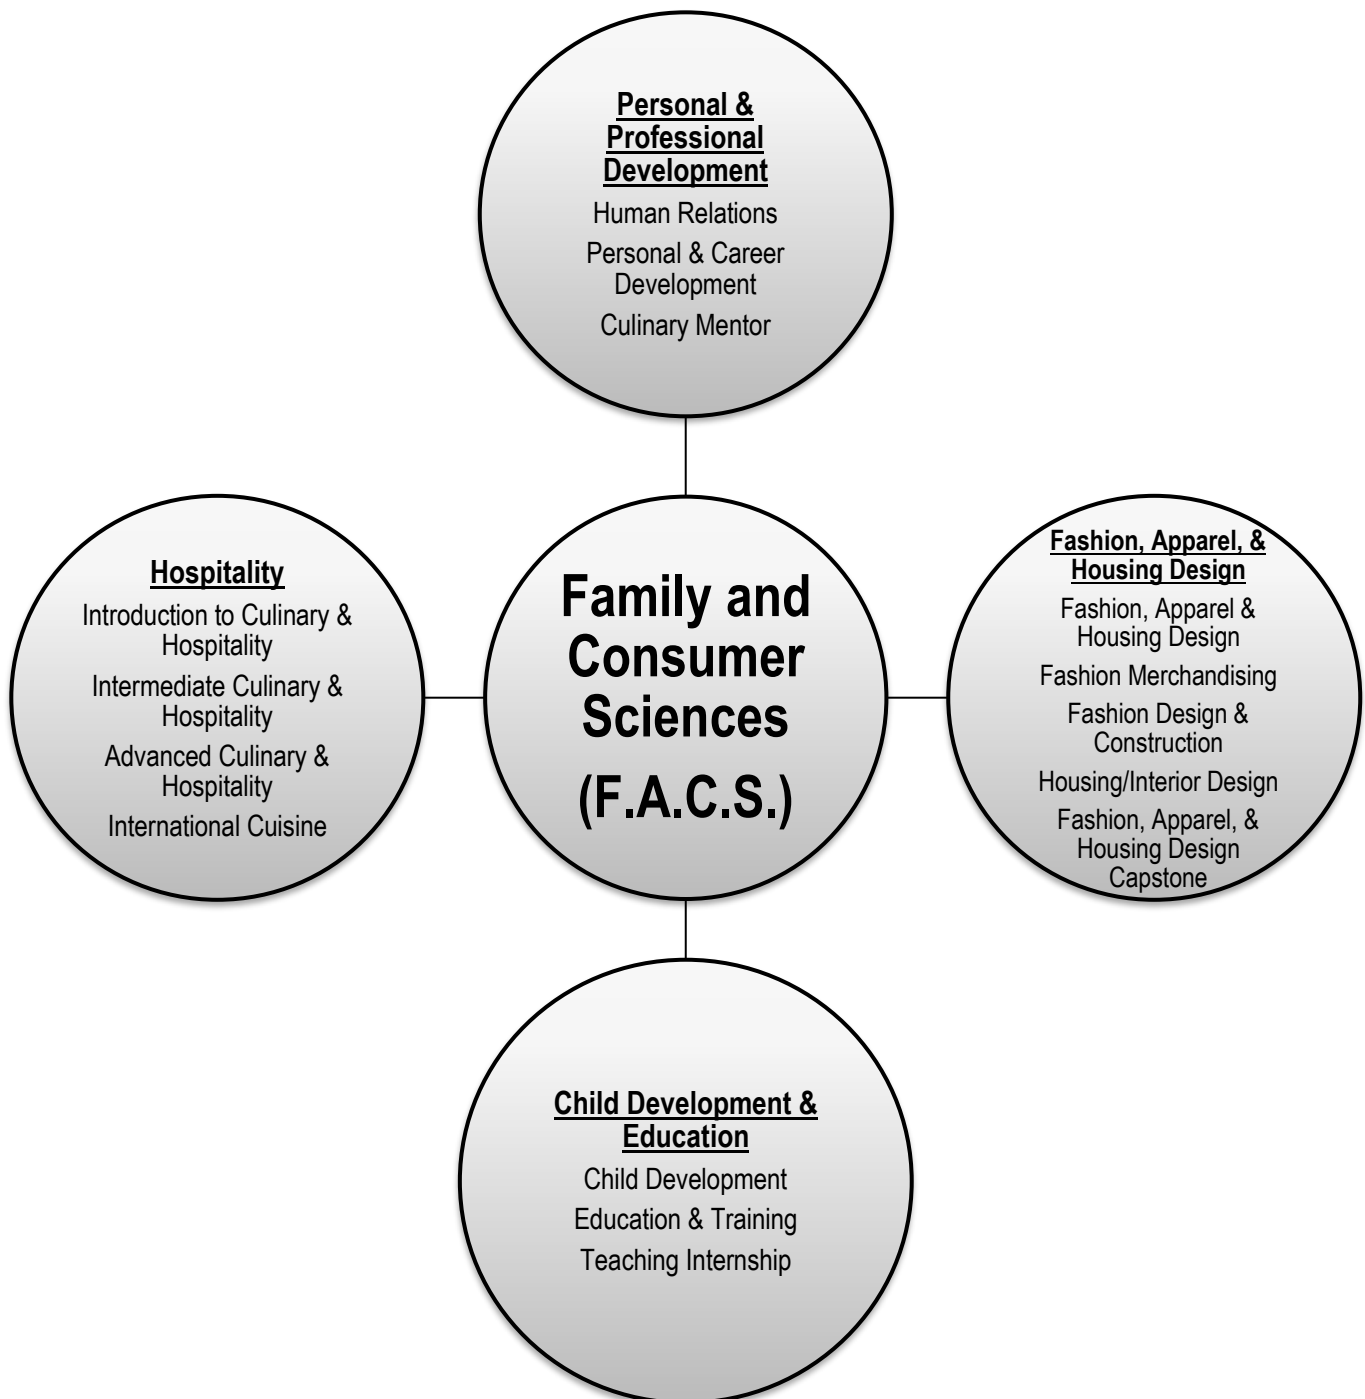 Personal &
Professional
Development
Human Relations
Personal & Career
Development
Culinary Mentor
Hospitality
Introduction to Culinary &
Hospitality
Intermediate Culinary &
Hospitality
Advanced Culinary &
Hospitality
International Cuisine
Family and
Consumer
Sciences
(F.A.C.S.)
Fashion, Apparel, &
Housing Design
Fashion, Apparel &
Housing Design
Fashion Merchandising
Fashion Design &
Construction
Housing/Interior Design
Fashion, Apparel, &
Housing Design
Capstone
Child Development &
Education
Child Development
Education & Training
Teaching Internship